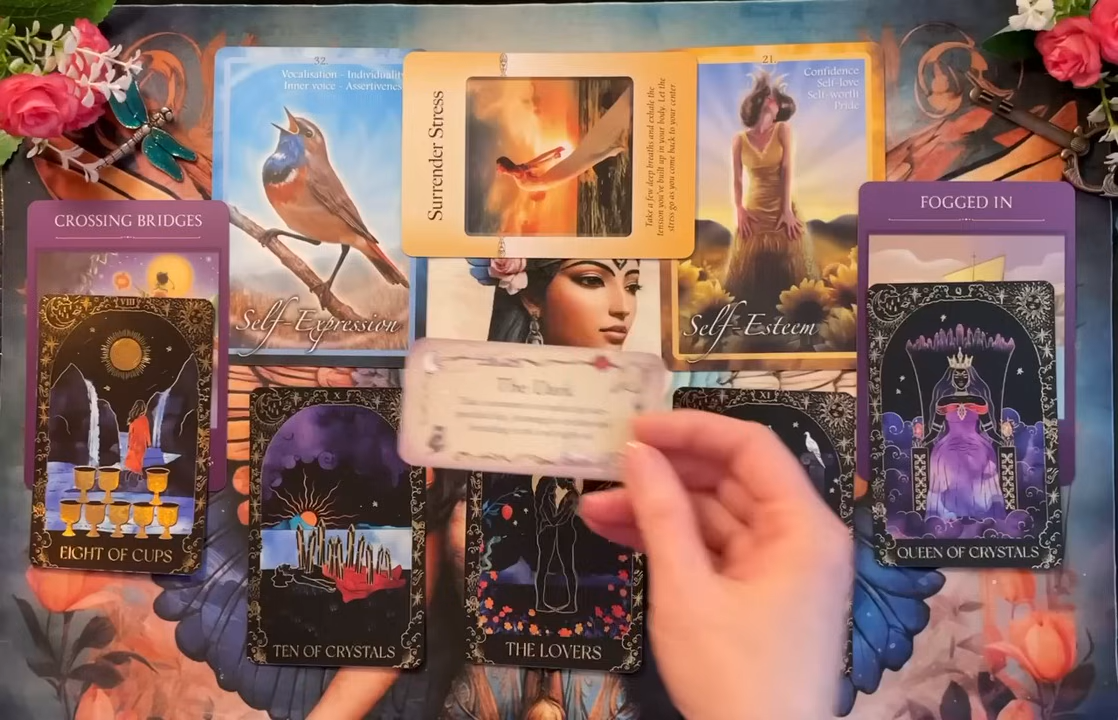 32.
Vocalisation - Individuality
Inner voice - Assertiveness
Self-Expression
Surrender Stress
Take a few deep breaths and exhale the
tension you've built up in your body. Let the
stress go as you come back to your center
21.
Confidence
Self-love
Self-worth
Pride
Self-Esteem
CROSSING BRIDGES
FOGGED IN
VIII
EIGHT OF CUPS
X
TEN OF CRYSTALS
The Dark
THE LOVERS
XI
Q
QUEEN OF CRYSTALS